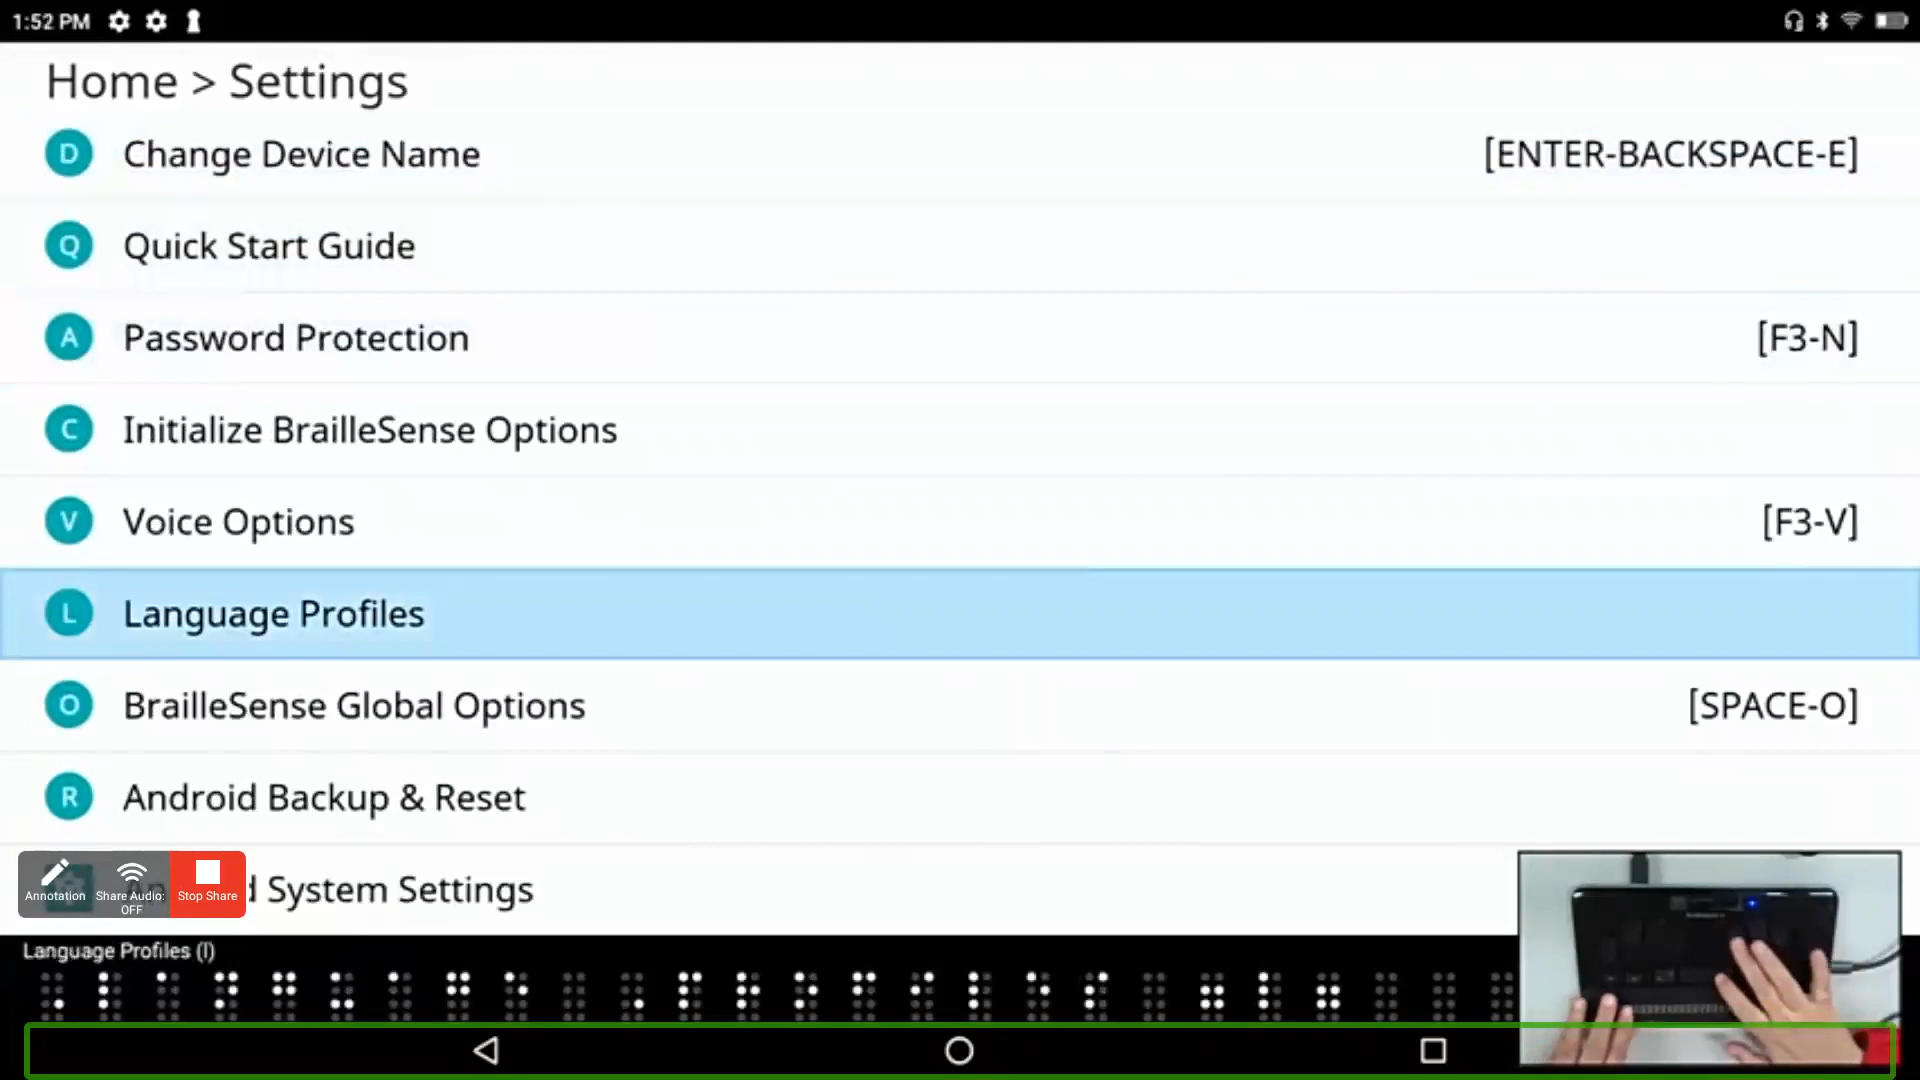 1:52 PM
Home > Settings
D Change Device Name [ENTER-BACKSPACE-E]
Q Quick Start Guide
A Password Protection [F3-N]
C Initialize BrailleSense Options
V Voice Options [F3-V]
L Language Profiles
O BrailleSense Global Options [SPACE-O]
R Android Backup & Reset
System Settings
Annotation
Share Audio:
OFF
Stop Share
Language Profiles (l)